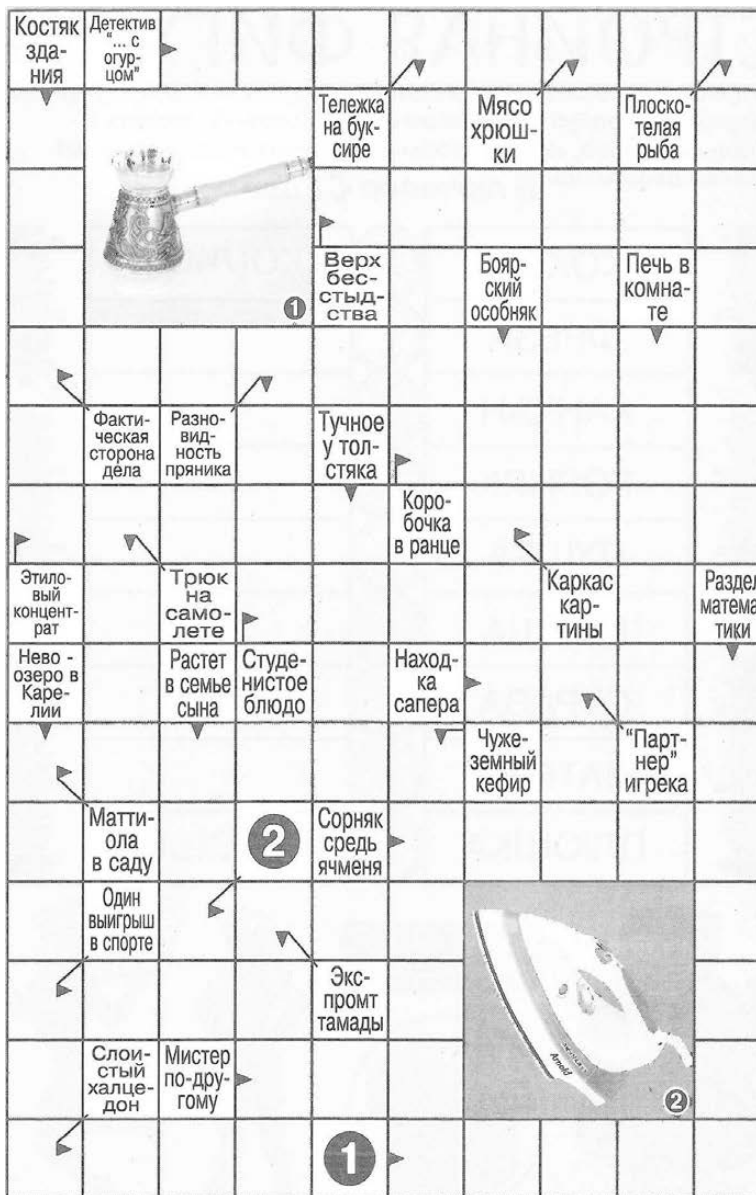 Костяк
зда-
ния
Детектив
"... с
огур-
цом"
Тележка
на бук-
сире
Мясо
хрюш-
ки
Плоско-
телая
рыба
Верх
бес-
стыд-
ства
Бояр-
ский
особняк
Печь в
комна-
те
1
Факти-
ческая
сторона
дела
Разно-
вид-
ность
пряника
Тучное
у тол-
стяка
Коро-
бочка
в ранце
Этило-
вый
концент-
рат
Трюк
на
само-
лете
Каркас
кар-
тины
Раздел
матема-
тики
Нево -
озеро в
Каре-
лии
Растет
в семье
сына
Студе-
нистое
блюдо
Наход-
ка
сапера
Чуже-
земный
кефир
"Парт-
нер"
игрека
Матти-
ола
в саду
2
Сорняк
средь
ячменя
Один
выигрыш
в спорте
Экс-
промт
тамады
Слои-
стый
халце-
дон
Мистер
по-дру-
гому
Arnold
2
1